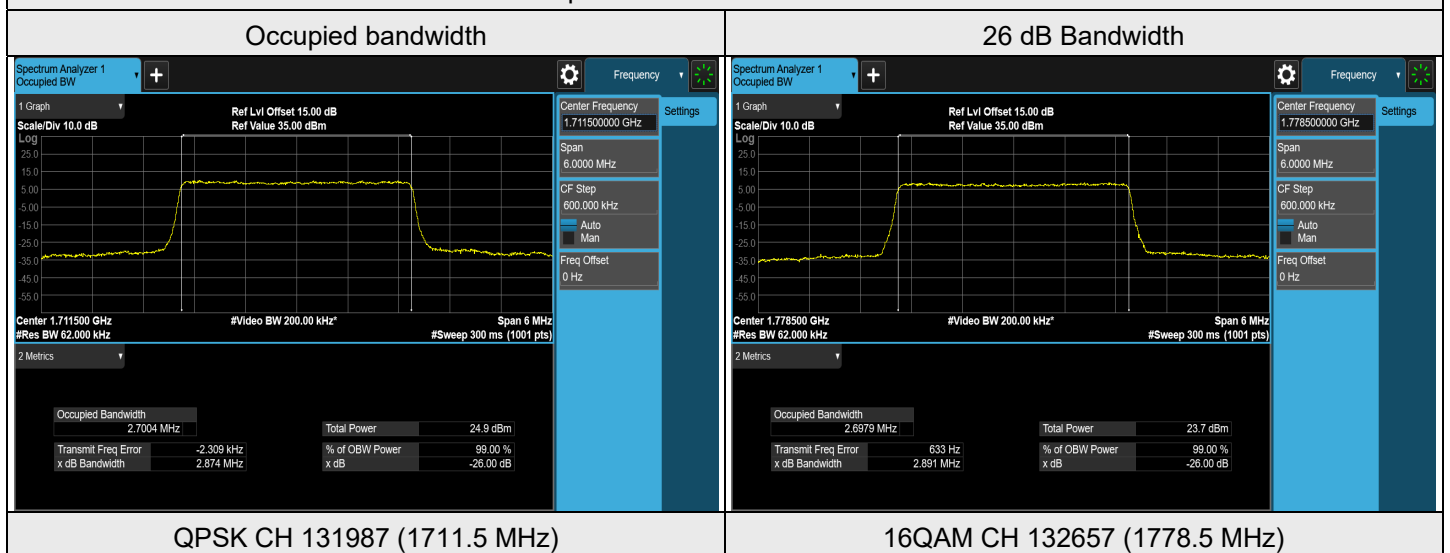 Occupied bandwidth
26 dB Bandwidth
Spectrum Analyzer 1
Occupied BW
+
Frequency
1 Graph
Scale/Div 10.0 dB
Ref Lvl Offset 15.00 dB
Ref Value 35.00 dBm
Log
25.0
15.0
5.00
-5.00
-15.0
-25.0
-35.0
-45.0
-55.0
Center 1.711500 GHz
#Res BW 62.000 kHz
#Video BW 200.00 kHz*
Span 6 MHz
#Sweep 300 ms (1001 pts)
Center Frequency
1.711500000 GHz
Settings
Span
6.0000 MHz
CF Step
600.000 kHz
Auto
Man
Freq Offset
0 Hz
2 Metrics
Occupied Bandwidth
2.7004 MHz
Total Power 24.9 dBm
Transmit Freq Error -2.309 kHz
% of OBW Power 99.00 %
x dB Bandwidth 2.874 MHz
x dB -26.00 dB
Spectrum Analyzer 1
Occupied BW
+
Frequency
1 Graph
Scale/Div 10.0 dB
Ref Lvl Offset 15.00 dB
Ref Value 35.00 dBm
Log
25.0
15.0
5.00
-5.00
-15.0
-25.0
-35.0
-45.0
-55.0
Center 1.778500 GHz
#Res BW 62.000 kHz
#Video BW 200.00 kHz*
Span 6 MHz
#Sweep 300 ms (1001 pts)
Center Frequency
1.778500000 GHz
Settings
Span
6.0000 MHz
CF Step
600.000 kHz
Auto
Man
Freq Offset
0 Hz
2 Metrics
Occupied Bandwidth
2.6979 MHz
Total Power 23.7 dBm
Transmit Freq Error 633 Hz
% of OBW Power 99.00 %
x dB Bandwidth 2.891 MHz
x dB -26.00 dB
QPSK CH 131987 (1711.5 MHz)
16QAM CH 132657 (1778.5 MHz)